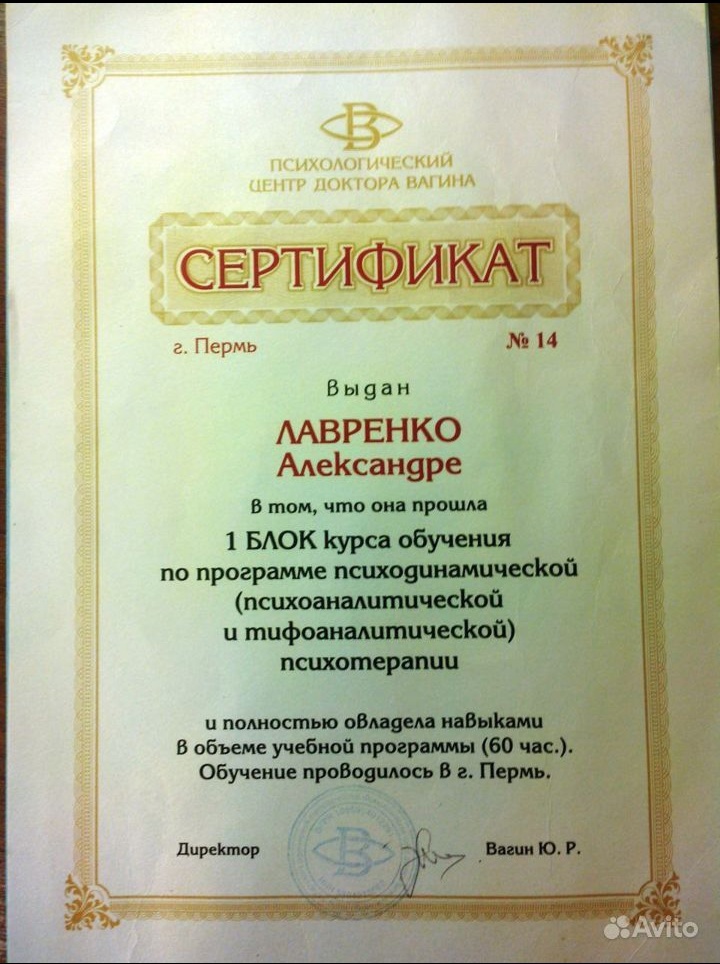 ПСИХОЛОГИЧЕСКИЙ
ЦЕНТР ДОКТОРА ВАГИНА
СЕРТИФИКАТ
г. Пермь № 14
Выдан
ЛАВРЕНКО
Александре
в том, что она прошла
1 БЛОК курса обучения
по программе психодинамической
(психоаналитической
и тифоаналитической)
психотерапии
и полностью овладела навыками
в объеме учебной программы (60 час.).
Обучение проводилось в г. Пермь.
Директор Вагин Ю. Р.
Avito